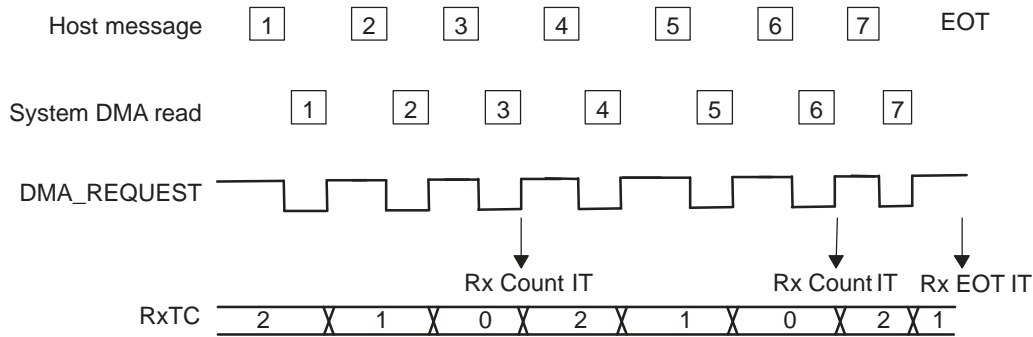 Host message 1 2 3 4 5 6 7 EOT
System DMA read 1 2 3 4 5 6 7
DMA_REQUEST
Rx Count IT Rx Count IT Rx EOT IT
RxTC 2 1 0 2 1 0 2 1